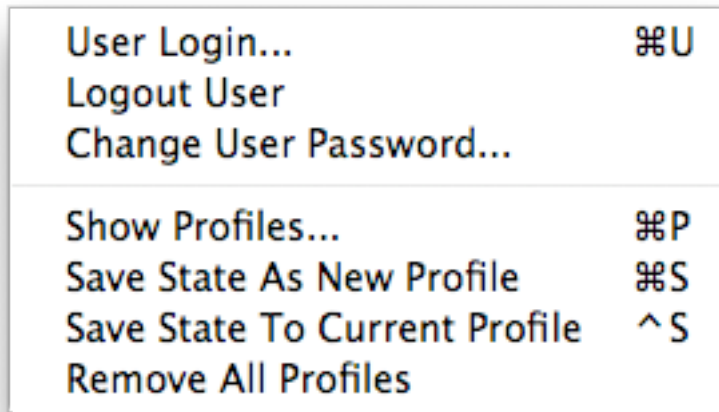 User Login... ⌘U
Logout User
Change User Password...
Show Profiles... ⌘P
Save State As New Profile ⌘S
Save State To Current Profile ^S
Remove All Profiles